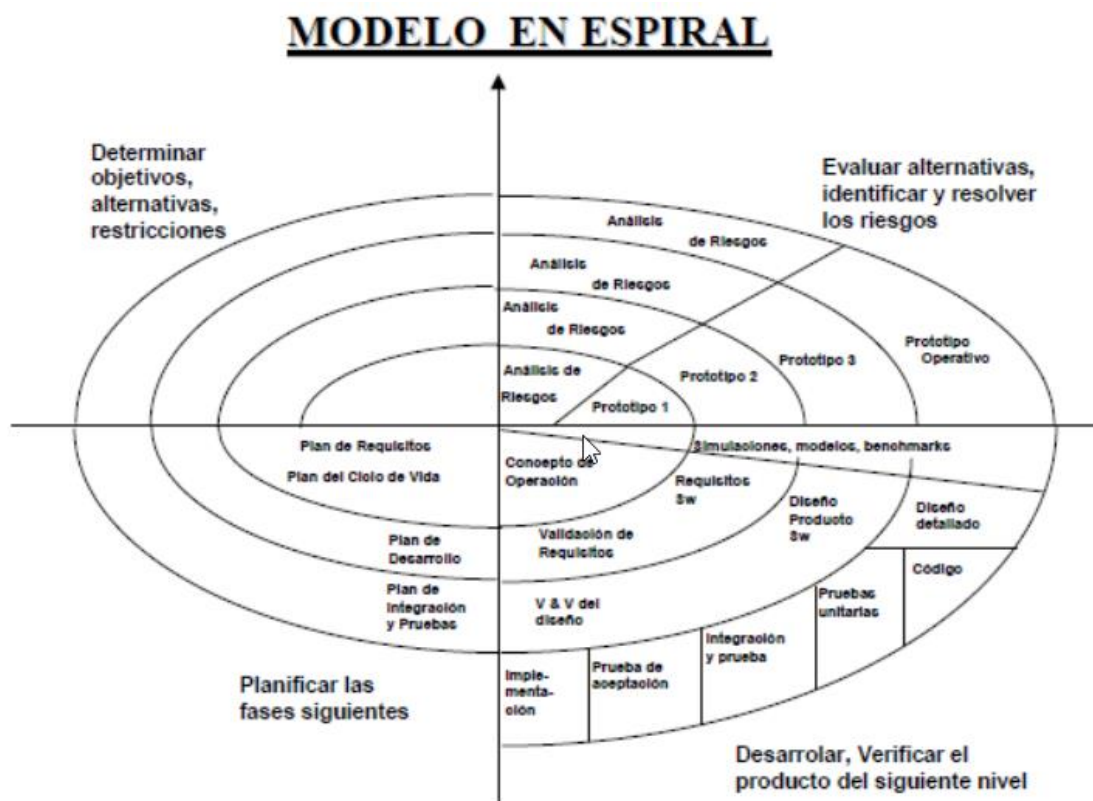 MODELO EN ESPIRAL
Determinar
objetivos,
alternativas,
restricciones
Evaluar alternativas,
identificar y resolver
los riesgos
Análisis
de Riesgos
Análisis
de Riesgos
Análisis
de Riesgos
Análisis de
Riesgos
Prototipo 1
Prototipo 2
Prototipo 3
Prototipo
Operativo
Simulaciones, modelos, benchmarks
Plan de Requisitos
Plan del Ciclo de Vida
Concepto de
Operación
Requisitos
Sw
Diseño
Producto
Sw
Diseño
detallado
Plan de
Desarrollo
Validación de
Requisitos
Código
Plan de
Integración
y Pruebas
V & V del
diseño
Pruebas
unitarias
Integración
y prueba
Prueba de
aceptación
Imple-
menta-
ción
Planificar las
fases siguientes
Desarrolar, Verificar el
producto del siguiente nivel